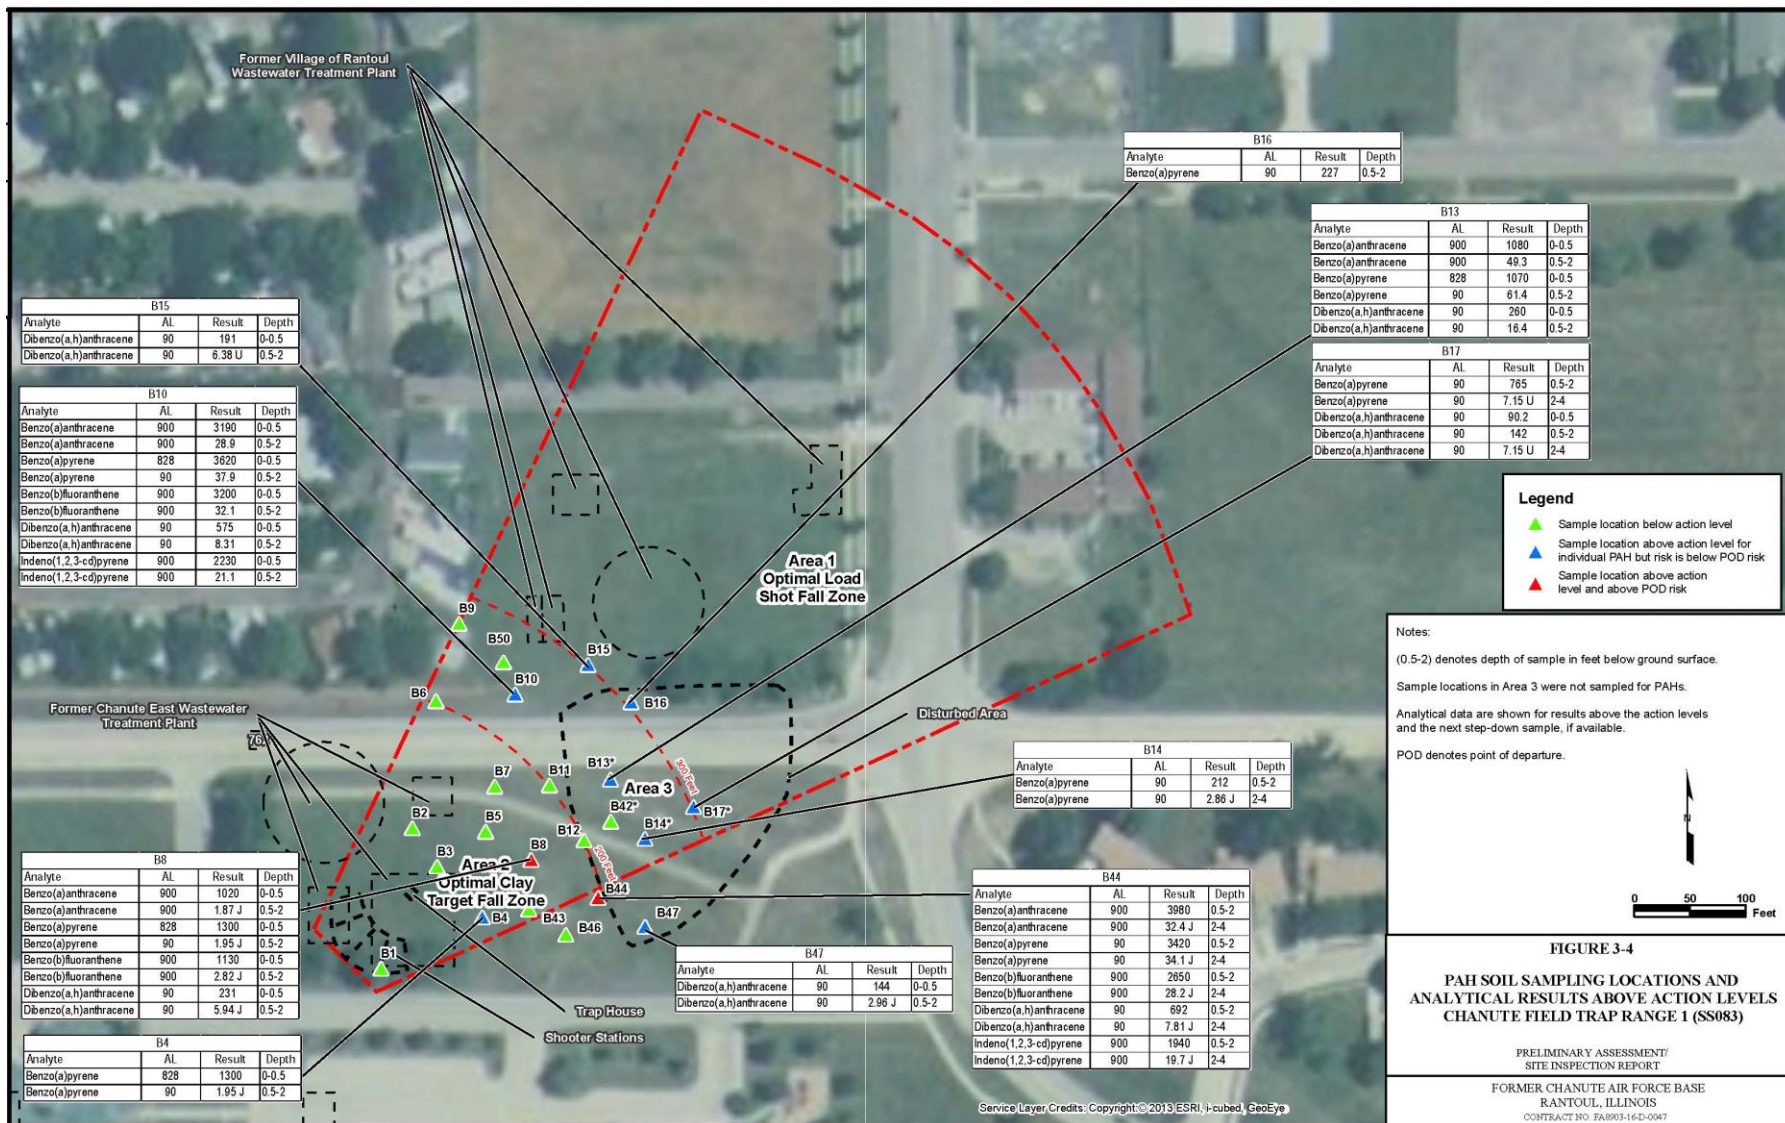 Former Village of Rantoul
Wastewater Treatment Plant
B16
Analyte AL Result Depth
Benzo(a)pyrene 90 227 0.5-2
B13
Analyte AL Result Depth
Benzo(a)anthracene 900 1080 0-0.5
Benzo(a)anthracene 900 49.3 0.5-2
Benzo(a)pyrene 828 1070 0-0.5
Benzo(a)pyrene 90 61.4 0.5-2
Dibenzo(a,h)anthracene 90 260 0-0.5
Dibenzo(a,h)anthracene 90 16.4 0.5-2
B15
Analyte AL Result Depth
Dibenzo(a,h)anthracene 90 191 0-0.5
Dibenzo(a,h)anthracene 90 6.38 U 0.5-2
B17
Analyte AL Result Depth
Benzo(a)pyrene 90 765 0.5-2
Benzo(a)pyrene 90 7.15 U 2-4
Dibenzo(a,h)anthracene 90 90.2 0-0.5
Dibenzo(a,h)anthracene 90 142 0.5-2
Dibenzo(a,h)anthracene 90 7.15 U 2-4
B10
Analyte AL Result Depth
Benzo(a)anthracene 900 3190 0-0.5
Benzo(a)anthracene 900 28.9 0.5-2
Benzo(a)pyrene 828 3620 0-0.5
Benzo(a)pyrene 90 37.9 0.5-2
Benzo(b)fluoranthene 900 3200 0-0.5
Benzo(b)fluoranthene 900 32.1 0.5-2
Dibenzo(a,h)anthracene 90 575 0-0.5
Dibenzo(a,h)anthracene 90 8.31 0.5-2
Indeno(1,2,3-cd)pyrene 900 2230 0-0.5
Indeno(1,2,3-cd)pyrene 900 21.1 0.5-2
Legend
Sample location below action level
Sample location above action level for
individual PAH but risk is below POD risk
Sample location above action
level and above POD risk
Area 1
Optimal Load
Shot Fall Zone
B9
B50
B15
B10
B6
B16
Notes:
(0.5-2) denotes depth of sample in feet below ground surface.
Sample locations in Area 3 were not sampled for PAHs.
Analytical data are shown for results above the action levels
and the next step-down sample, if available.
POD denotes point of departure.
Former Chanute East Wastewater
Treatment Plant
Disturbed Area
B14
Analyte AL Result Depth
Benzo(a)pyrene 90 212 0.5-2
Benzo(a)pyrene 90 2.86 J 2-4
B7
B11
B13*
300 Feet
Area 3
B42*
B17*
B2
B5
B12
B14*
B8
B3
200 Feet
Area 2
Optimal Clay
Target Fall Zone
B44
B4
B43
B46
B47
B1
N
0 50 100
Feet
B8
Analyte AL Result Depth
Benzo(a)anthracene 900 1020 0-0.5
Benzo(a)anthracene 900 1.87 J 0.5-2
Benzo(a)pyrene 828 1300 0-0.5
Benzo(a)pyrene 90 1.95 J 0.5-2
Benzo(b)fluoranthene 900 1130 0-0.5
Benzo(b)fluoranthene 900 2.82 J 0.5-2
Dibenzo(a,h)anthracene 90 231 0-0.5
Dibenzo(a,h)anthracene 90 5.94 J 0.5-2
B44
Analyte AL Result Depth
Benzo(a)anthracene 900 3980 0.5-2
Benzo(a)anthracene 900 32.4 J 2-4
Benzo(a)pyrene 90 3420 0.5-2
Benzo(a)pyrene 90 34.1 J 2-4
Benzo(b)fluoranthene 900 2650 0.5-2
Benzo(b)fluoranthene 900 28.2 J 2-4
Dibenzo(a,h)anthracene 90 692 0.5-2
Dibenzo(a,h)anthracene 90 7.81 J 2-4
Indeno(1,2,3-cd)pyrene 900 1940 0.5-2
Indeno(1,2,3-cd)pyrene 900 19.7 J 2-4
B47
Analyte AL Result Depth
Dibenzo(a,h)anthracene 90 144 0-0.5
Dibenzo(a,h)anthracene 90 2.96 J 0.5-2
Trap House
Shooter Stations
B4
Analyte AL Result Depth
Benzo(a)pyrene 828 1300 0-0.5
Benzo(a)pyrene 90 1.95 J 0.5-2
FIGURE 3-4
PAH SOIL SAMPLING LOCATIONS AND
ANALYTICAL RESULTS ABOVE ACTION LEVELS
CHANUTE FIELD TRAP RANGE 1 (SS083)
PRELIMINARY ASSESSMENT/
SITE INSPECTION REPORT
FORMER CHANUTE AIR FORCE BASE
RANTOUL, ILLINOIS
CONTRACT NO. FA8903-16-D-0047
Service Layer Credits: Copyright:© 2013 ESRI, i-cubed, GeoEye